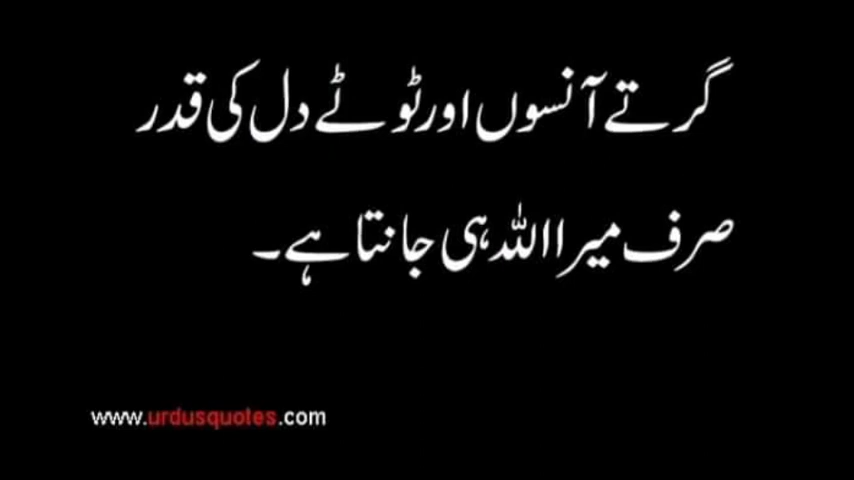 گرتے آنسوں اور ٹوٹے دل کی قدر
صرف میرا اللہ ہی جانتا ہے۔
www.urdusquotes.com